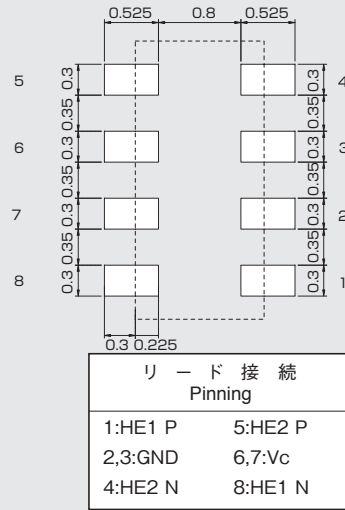 0.525 0.8 0.525
5 0.3 0.3 4
0.35 0.35
6 0.3 0.3 3
0.35 0.35
7 0.3 0.3 2
0.35 0.35
8 0.3 0.3 1
0.3 0.225
リード接続
Pinning
1:HE1 P 5:HE2 P
2,3:GND 6,7:Vc
4:HE2 N 8:HE1 N